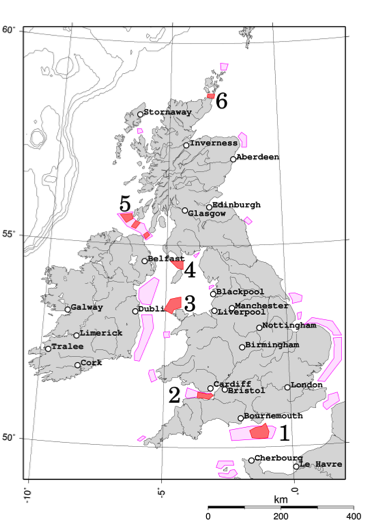 60°
6
Stornaway
Inverness
Aberdeen
5
Edinburgh
Glasgow
55°
Belfast
4
Blackpool
3
Manchester
Galway
Dubli
Liverpool
Nottingham
Limerick
Tralee
Birmingham
Cork
Cardiff
London
2
Bristol
Bournemouth
1
50°
Cherbourg
Le Havre
-10°
-5°
0°
km
0
200
400